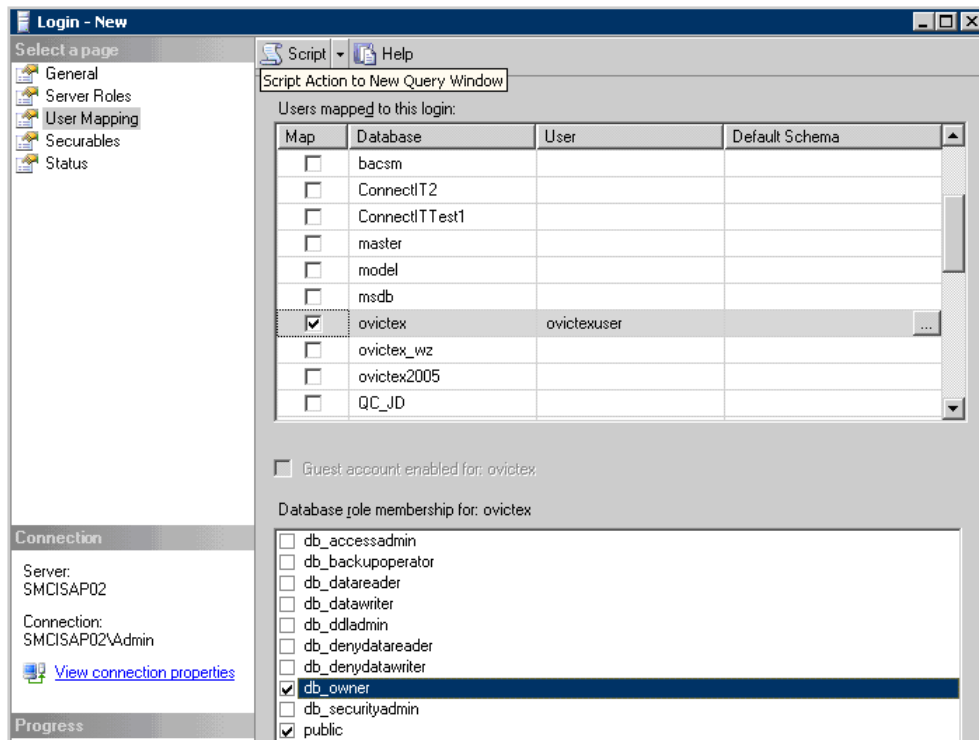 Login - New
Select a page
General
Server Roles
User Mapping
Securables
Status
Script Help
Script Action to New Query Window
Users mapped to this login:
Map Database User Default Schema
bacsm
ConnectIT2
ConnectITTest1
master
model
msdb
ovictex ovictexuser ...
ovictex_wz
ovictex2005
QC_JD
Guest account enabled for: ovictex
Database role membership for: ovictex
db_accessadmin
db_backupoperator
db_datareader
db_datawriter
db_ddladmin
db_denydatareader
db_denydatawriter
db_owner
db_securityadmin
public
Connection
Server:
SMCISAP02
Connection:
SMCISAP02\Admin
View connection properties
Progress